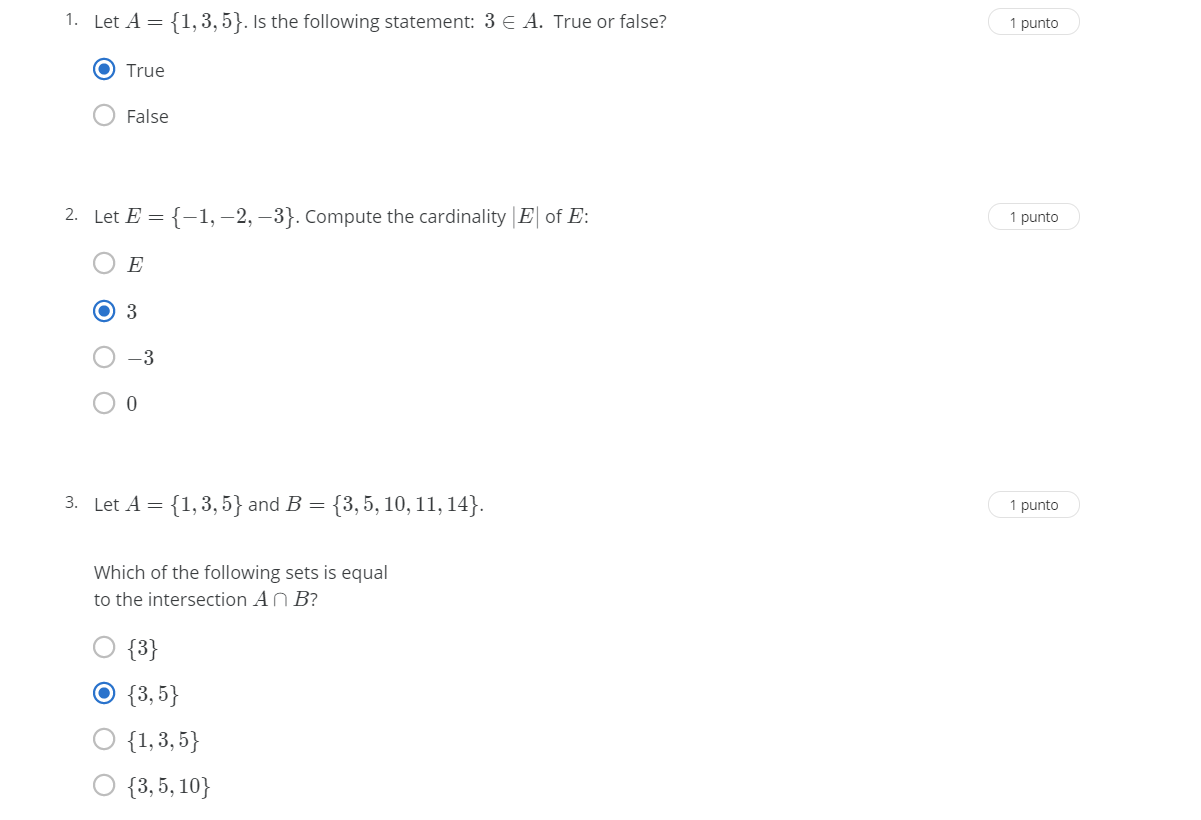 1. Let A = {1, 3, 5}. Is the following statement: 3 ∈ A. True or false?
1 punto
True
False
2. Let E = {−1, −2, −3}. Compute the cardinality |E| of E:
1 punto
E
3
−3
0
3. Let A = {1, 3, 5} and B = {3, 5, 10, 11, 14}.
1 punto
Which of the following sets is equal
to the intersection A ∩ B?
{3}
{3, 5}
{1, 3, 5}
{3, 5, 10}